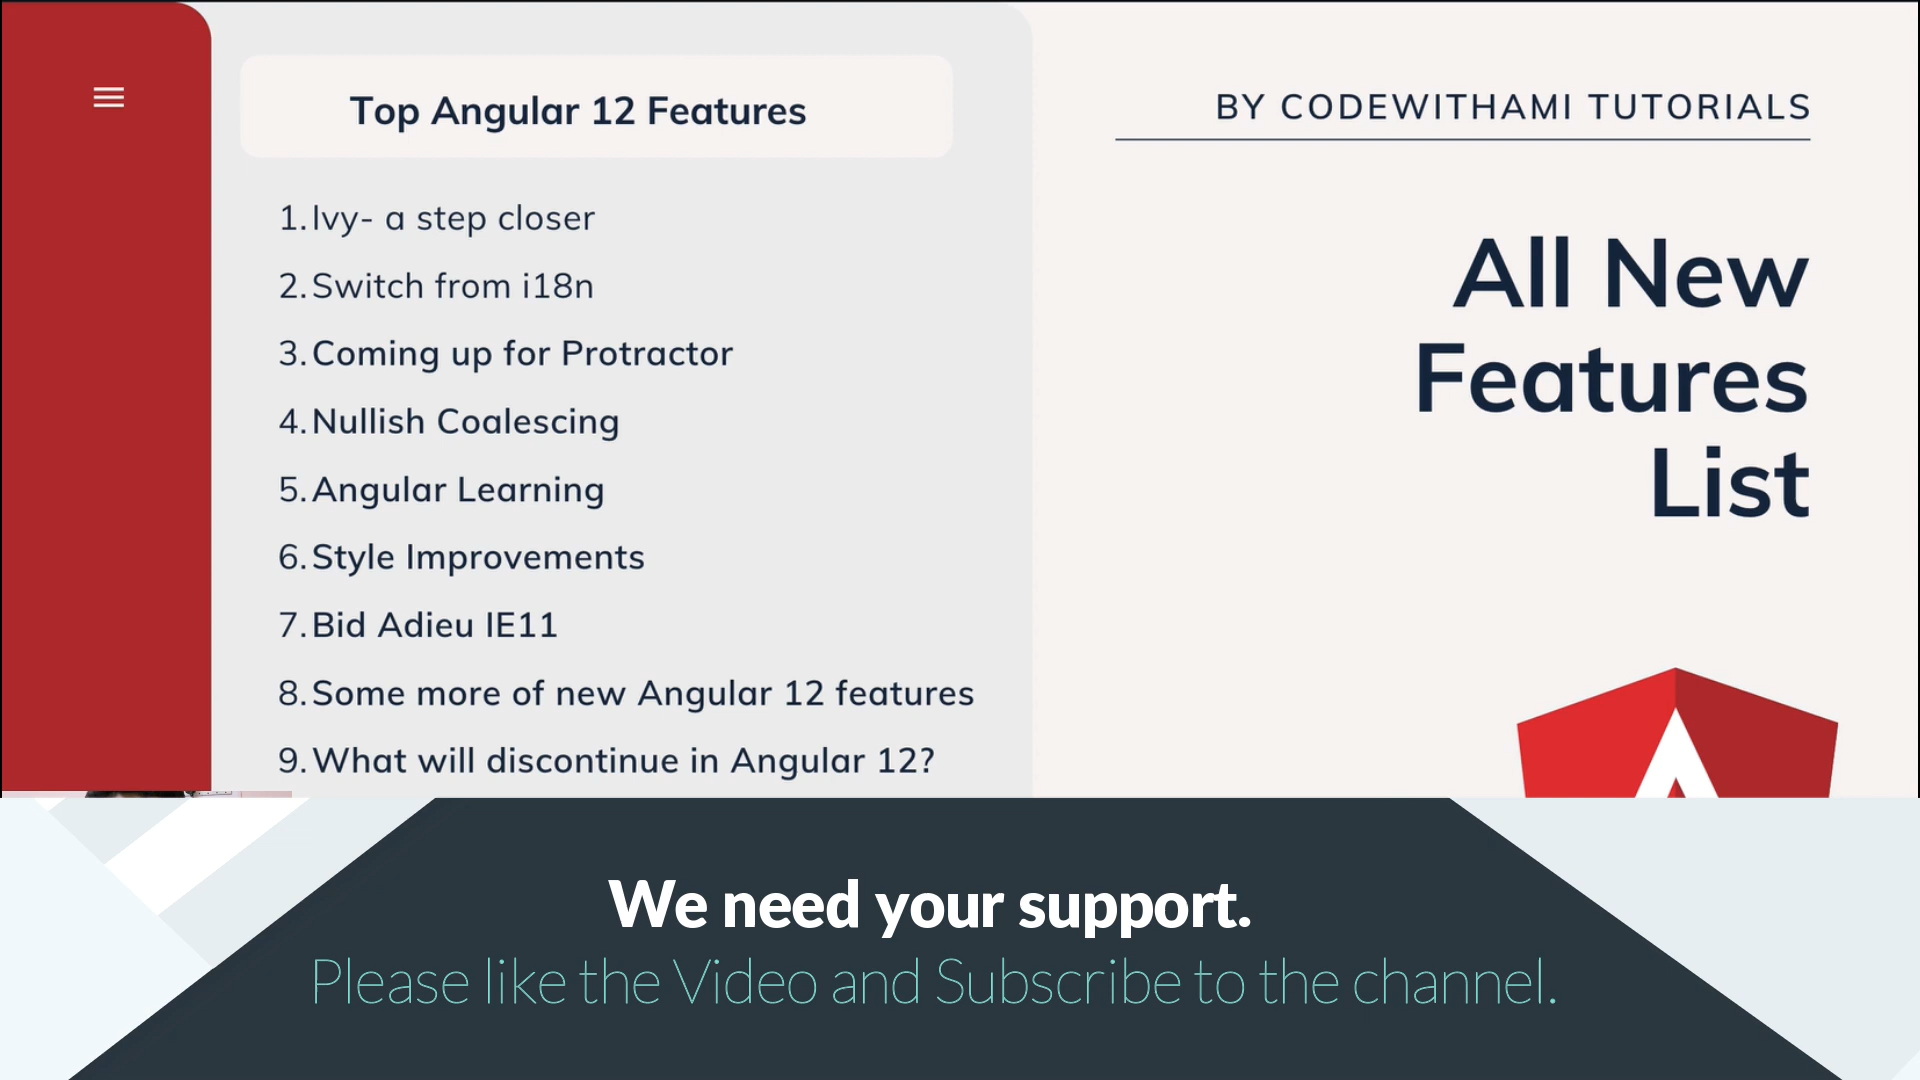 Top Angular 12 Features
1. Ivy- a step closer
2. Switch from i18n
3. Coming up for Protractor
4. Nullish Coalescing
5. Angular Learning
6. Style Improvements
7. Bid Adieu IE11
8. Some more of new Angular 12 features
9. What will discontinue in Angular 12?
BY CODEWITHAMI TUTORIALS
All New
Features
List
We need your support.
Please like the Video and Subscribe to the channel.